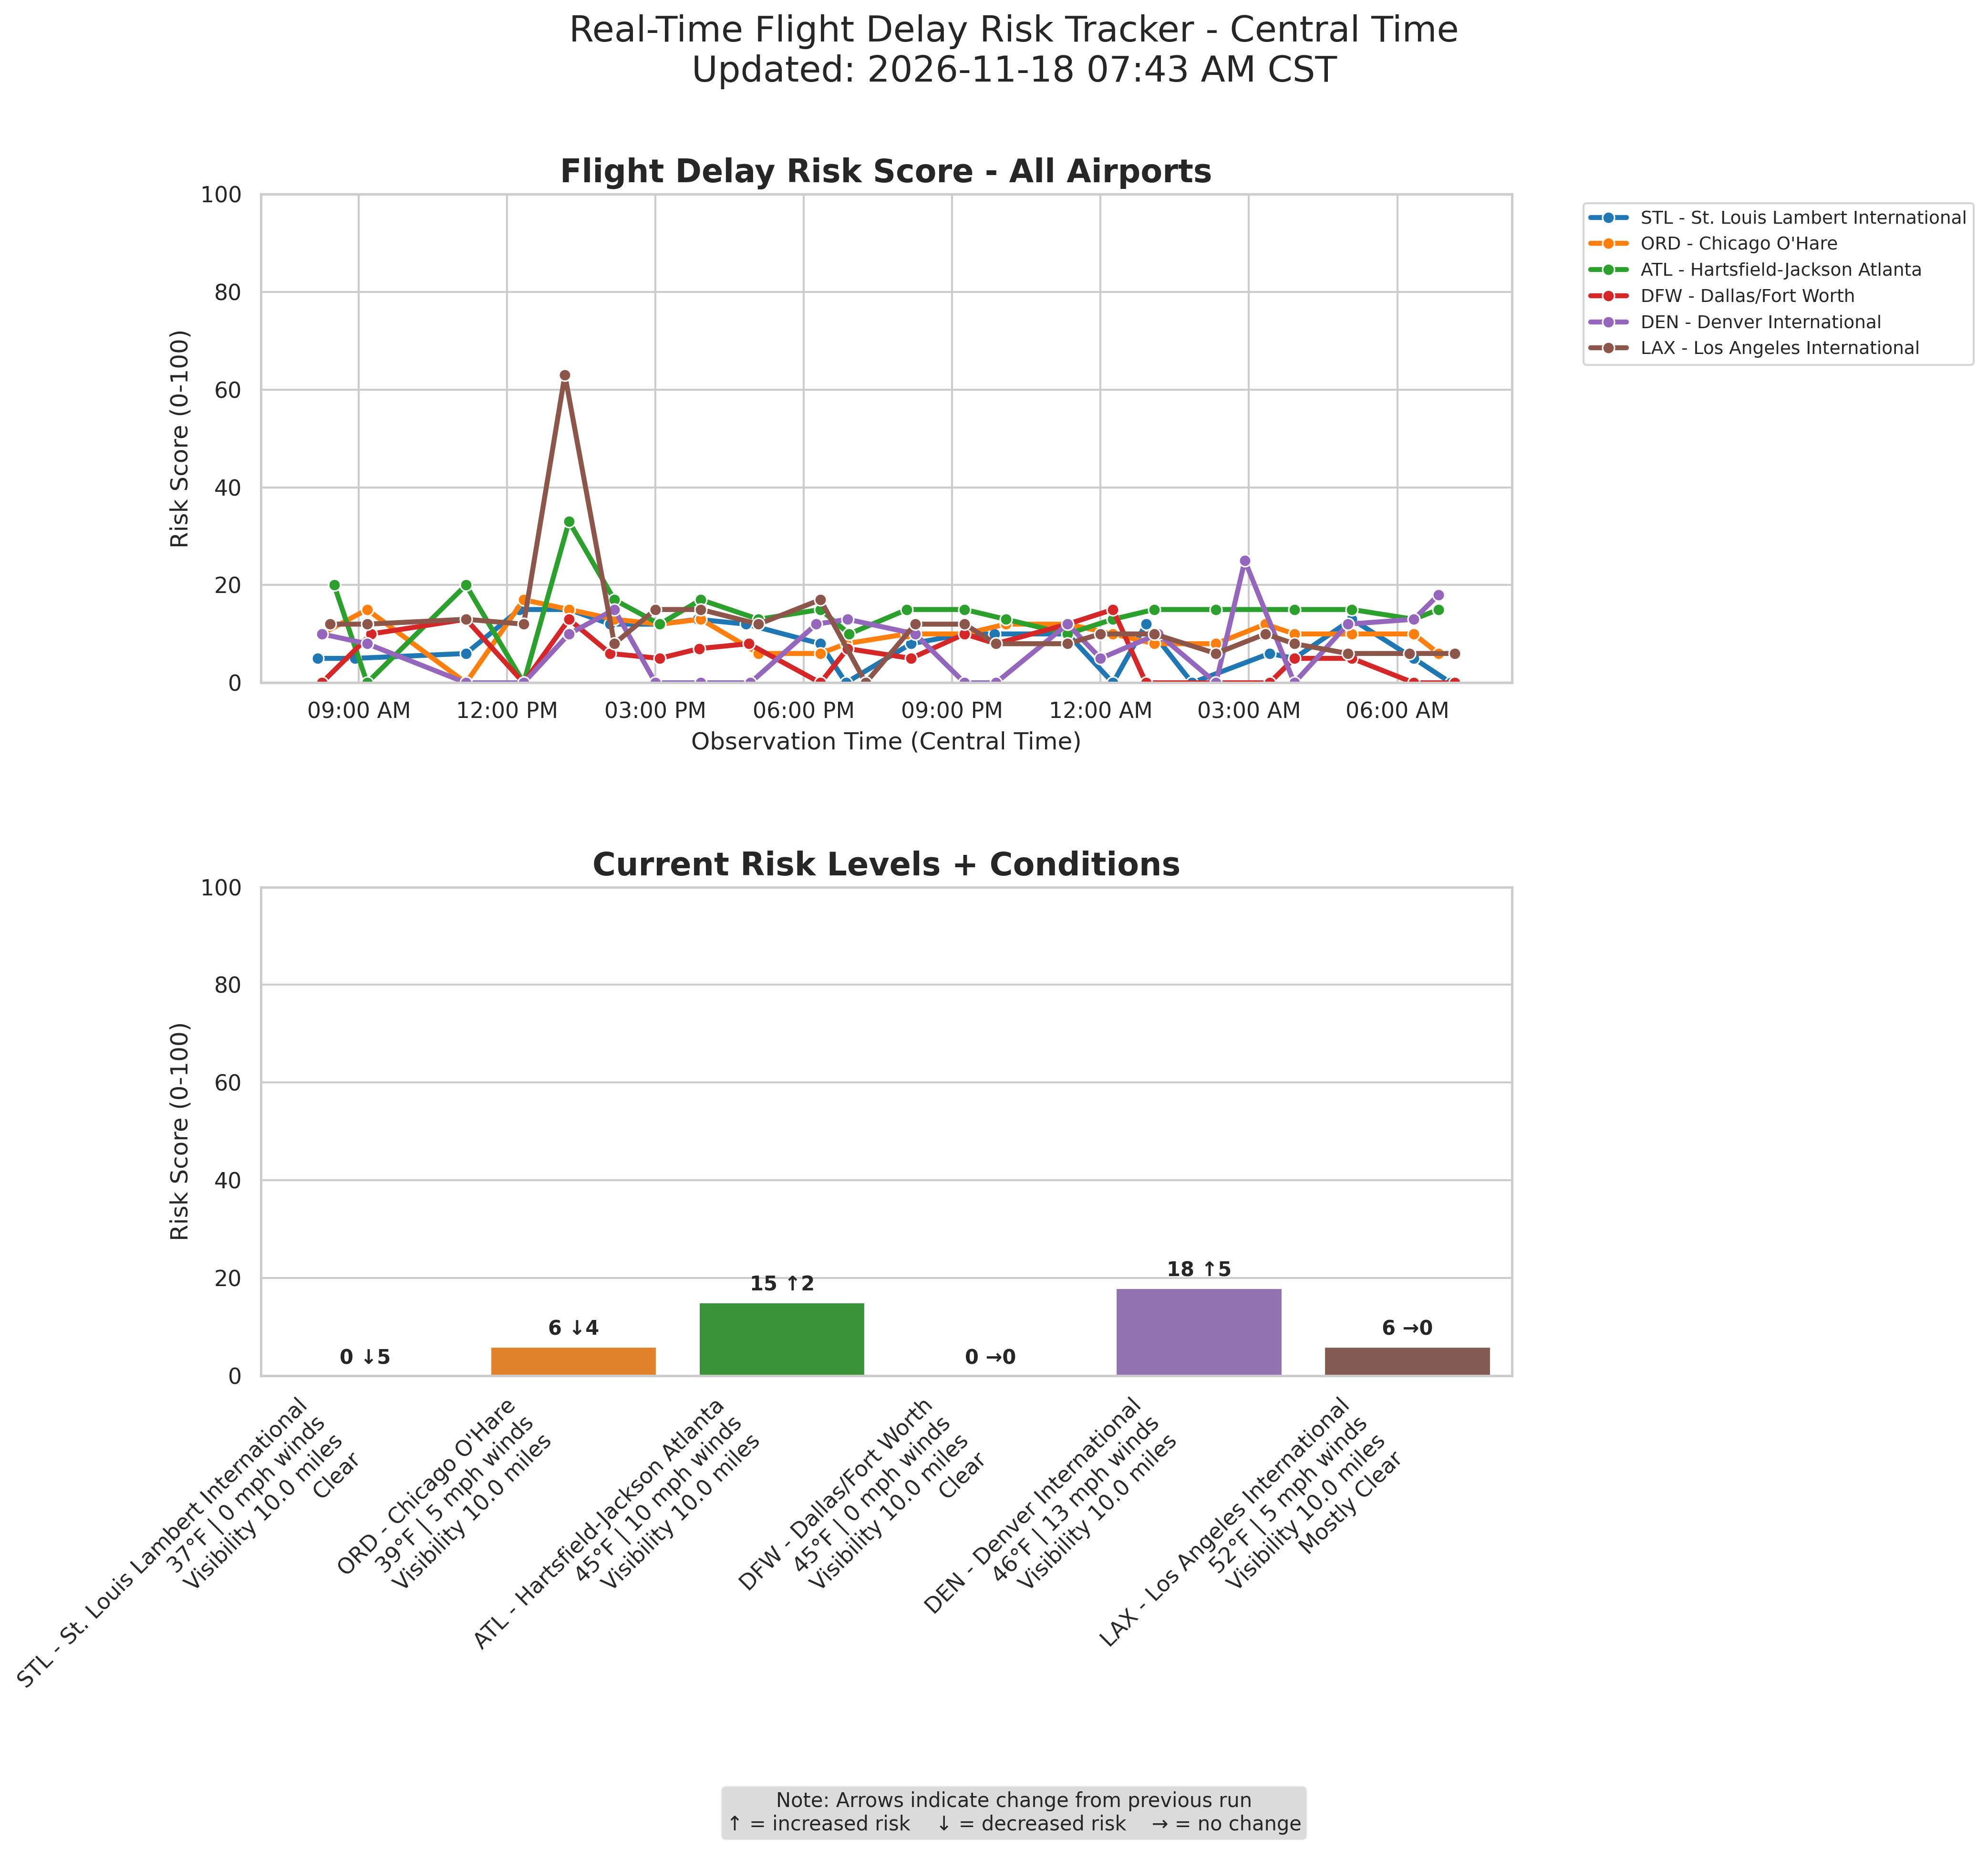 Real-Time Flight Delay Risk Tracker - Central Time
Updated: 2026-11-18 07:43 AM CST
Flight Delay Risk Score - All Airports
Risk Score (0-100)
100
80
60
40
20
0
09:00 AM
12:00 PM
03:00 PM
06:00 PM
09:00 PM
12:00 AM
03:00 AM
06:00 AM
Observation Time (Central Time)
STL - St. Louis Lambert International
ORD - Chicago O'Hare
ATL - Hartsfield-Jackson Atlanta
DFW - Dallas/Fort Worth
DEN - Denver International
LAX - Los Angeles International
Current Risk Levels + Conditions
Risk Score (0-100)
100
80
60
40
20
0
0 ↓5
6 ↓4
15 ↑2
0 →0
18 ↑5
6 →0
STL - St. Louis Lambert International
37°F | 0 mph winds
Visibility 10.0 miles
Clear
ORD - Chicago O'Hare
39°F | 5 mph winds
Visibility 10.0 miles
ATL - Hartsfield-Jackson Atlanta
45°F | 10 mph winds
Visibility 10.0 miles
DFW - Dallas/Fort Worth
45°F | 0 mph winds
Visibility 10.0 miles
Clear
DEN - Denver International
46°F | 13 mph winds
Visibility 10.0 miles
LAX - Los Angeles International
52°F | 5 mph winds
Visibility 10.0 miles
Mostly Clear
Note: Arrows indicate change from previous run
↑ = increased risk ↓ = decreased risk → = no change